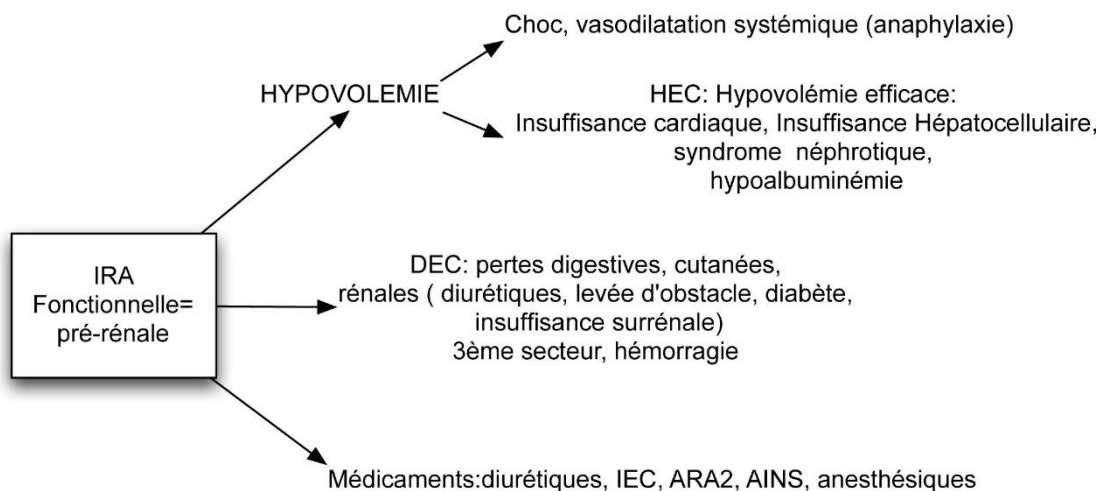 Choc, vasodilatation systémique (anaphylaxie)
HYPOVOLEMIE
HEC: Hypovolémie efficace:
Insuffisance cardiaque, Insuffisance Hépatocellulaire,
syndrome néphrotique,
hypoalbuminémie
IRA
Fonctionnelle=
pré-rénale
DEC: pertes digestives, cutanées,
rénales ( diurétiques, levée d'obstacle, diabète,
insuffisance surrénale)
3ème secteur, hémorragie
Médicaments:diurétiques, IEC, ARA2, AINS, anesthésiques